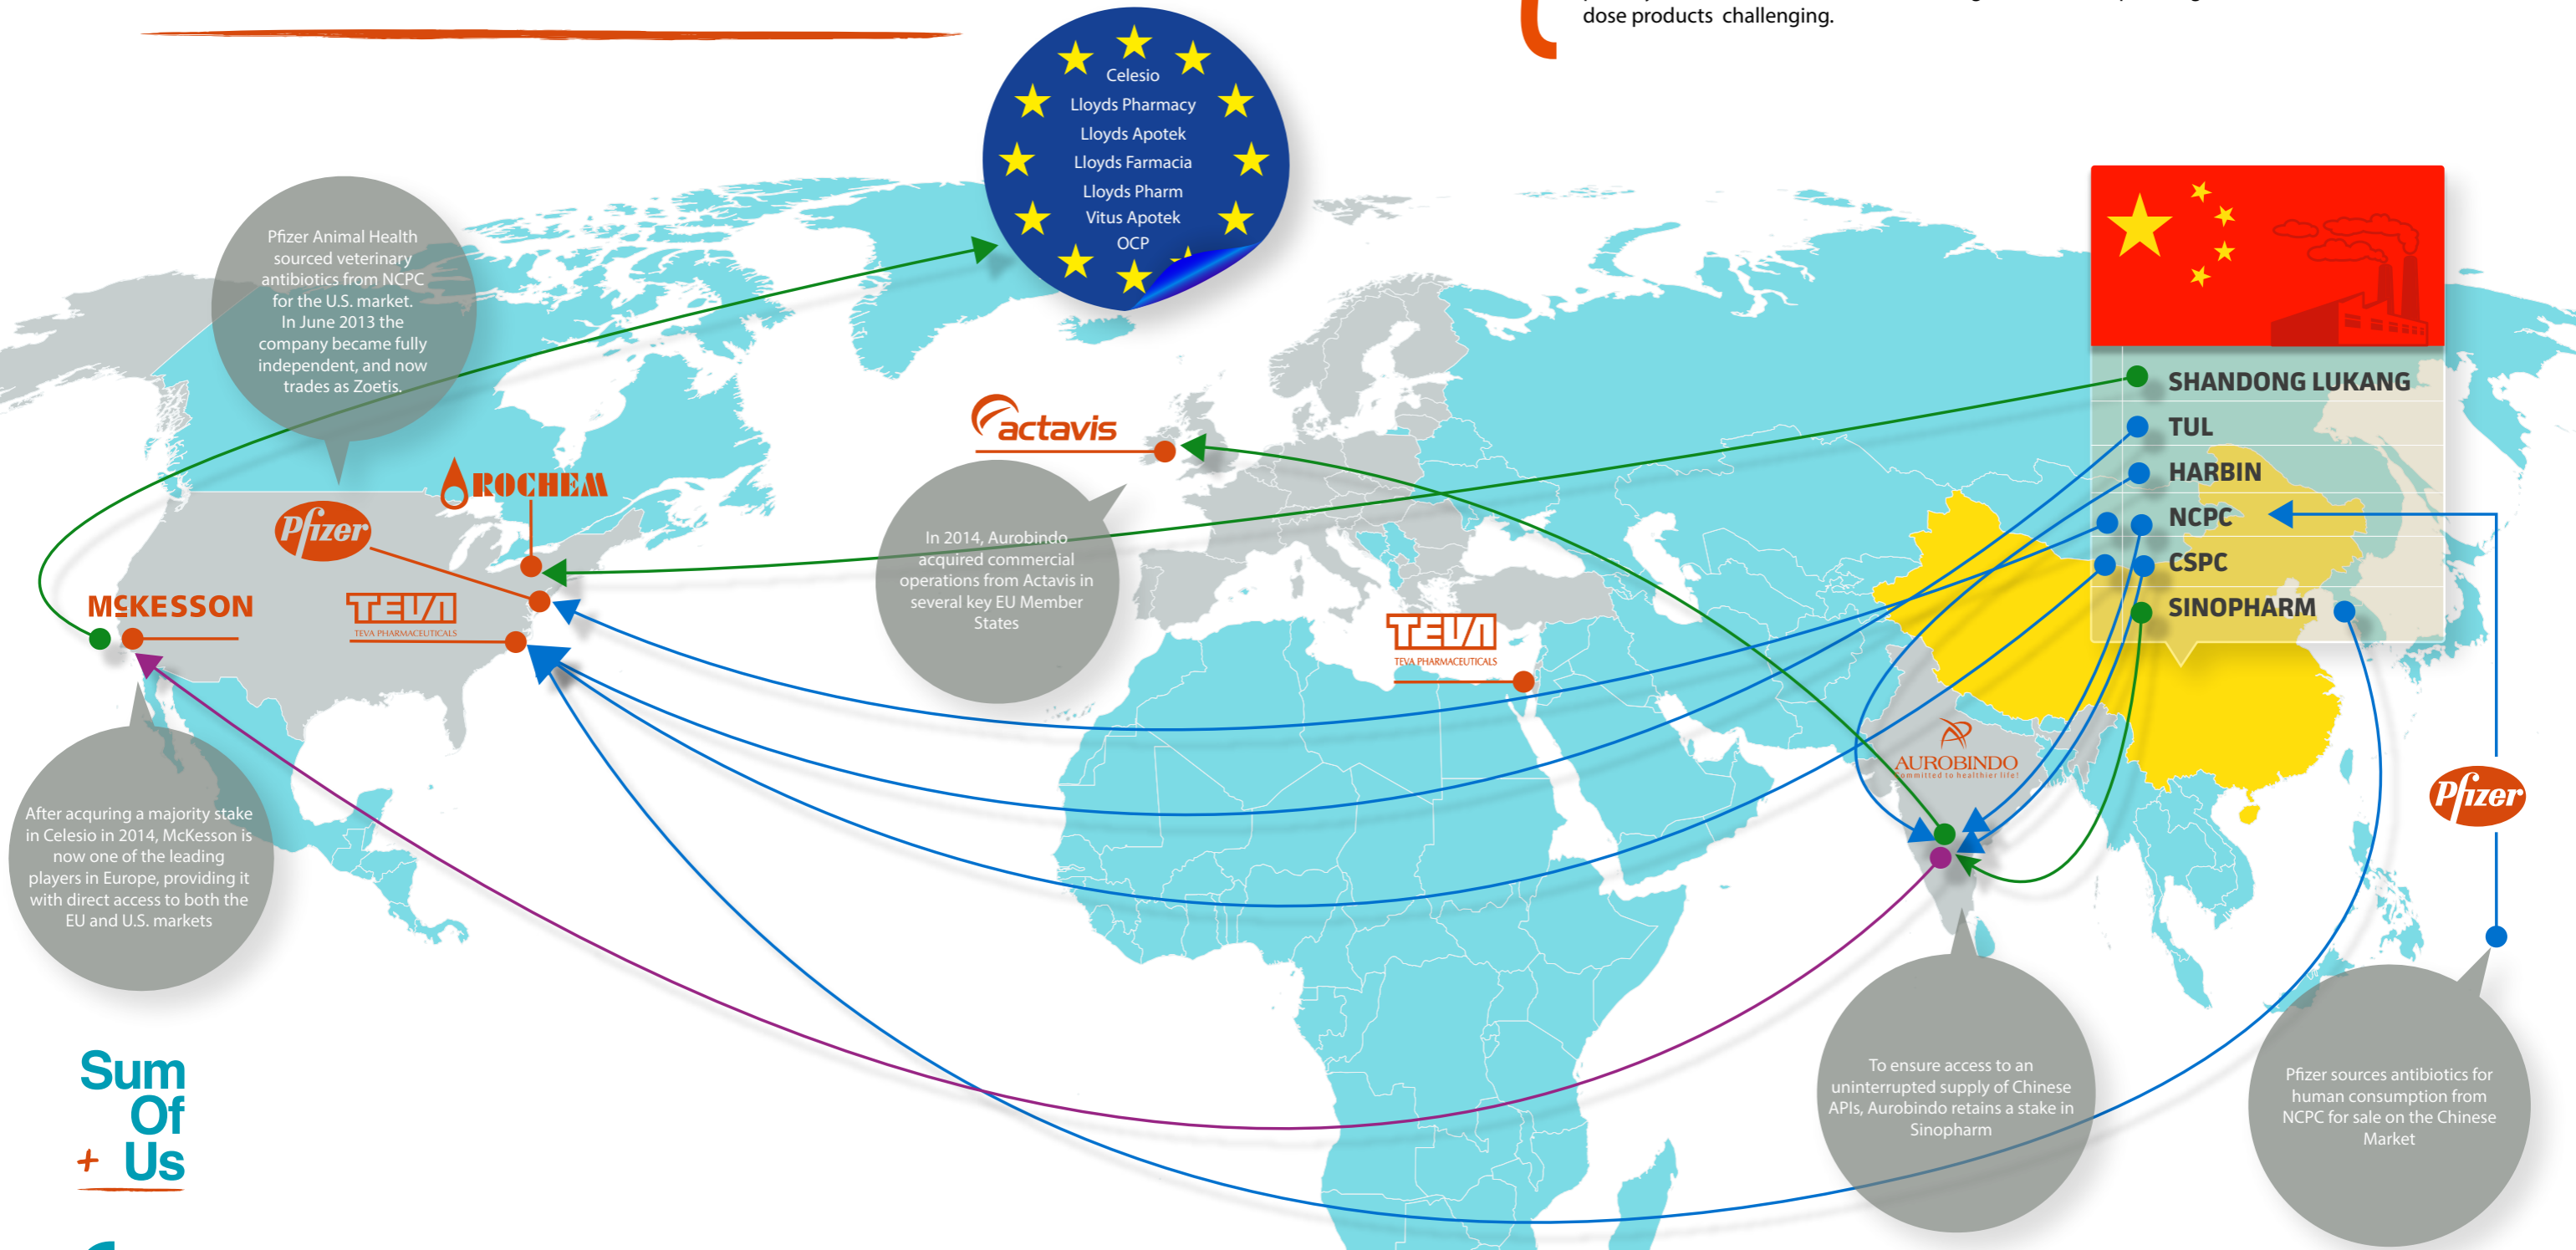 dose products challenging.
Celesio
Lloyds Pharmacy
Lloyds Apotek
Lloyds Farmacia
Lloyds Pharm
Vitus Apotek
OCP
Pfizer Animal Health
sourced veterinary
antibiotics from NCPC
for the U.S. market.
In June 2013 the
company became fully
independent, and now
trades as Zoetis.
SHANDONG LUKANG
TUL
HARBIN
NCPC
CSPC
SINOPHARM
actavis
ROCHEM
Pfizer
In 2014, Aurobindo
acquired commercial
operations from Actavis in
several key EU Member
States
McKESSON
TEVA
TEVA PHARMACEUTICALS
TEVA
TEVA PHARMACEUTICALS
AUROBINDO
Committed to healthier life!
Pfizer
After acquring a majority stake
in Celesio in 2014, McKesson is
now one of the leading
players in Europe, providing it
with direct access to both the
EU and U.S. markets
To ensure access to an
uninterrupted supply of Chinese
APIs, Aurobindo retains a stake in
Sinopharm
Pfizer sources antibiotics for
human consumption from
NCPC for sale on the Chinese
Market
Sum
Of
+ Us